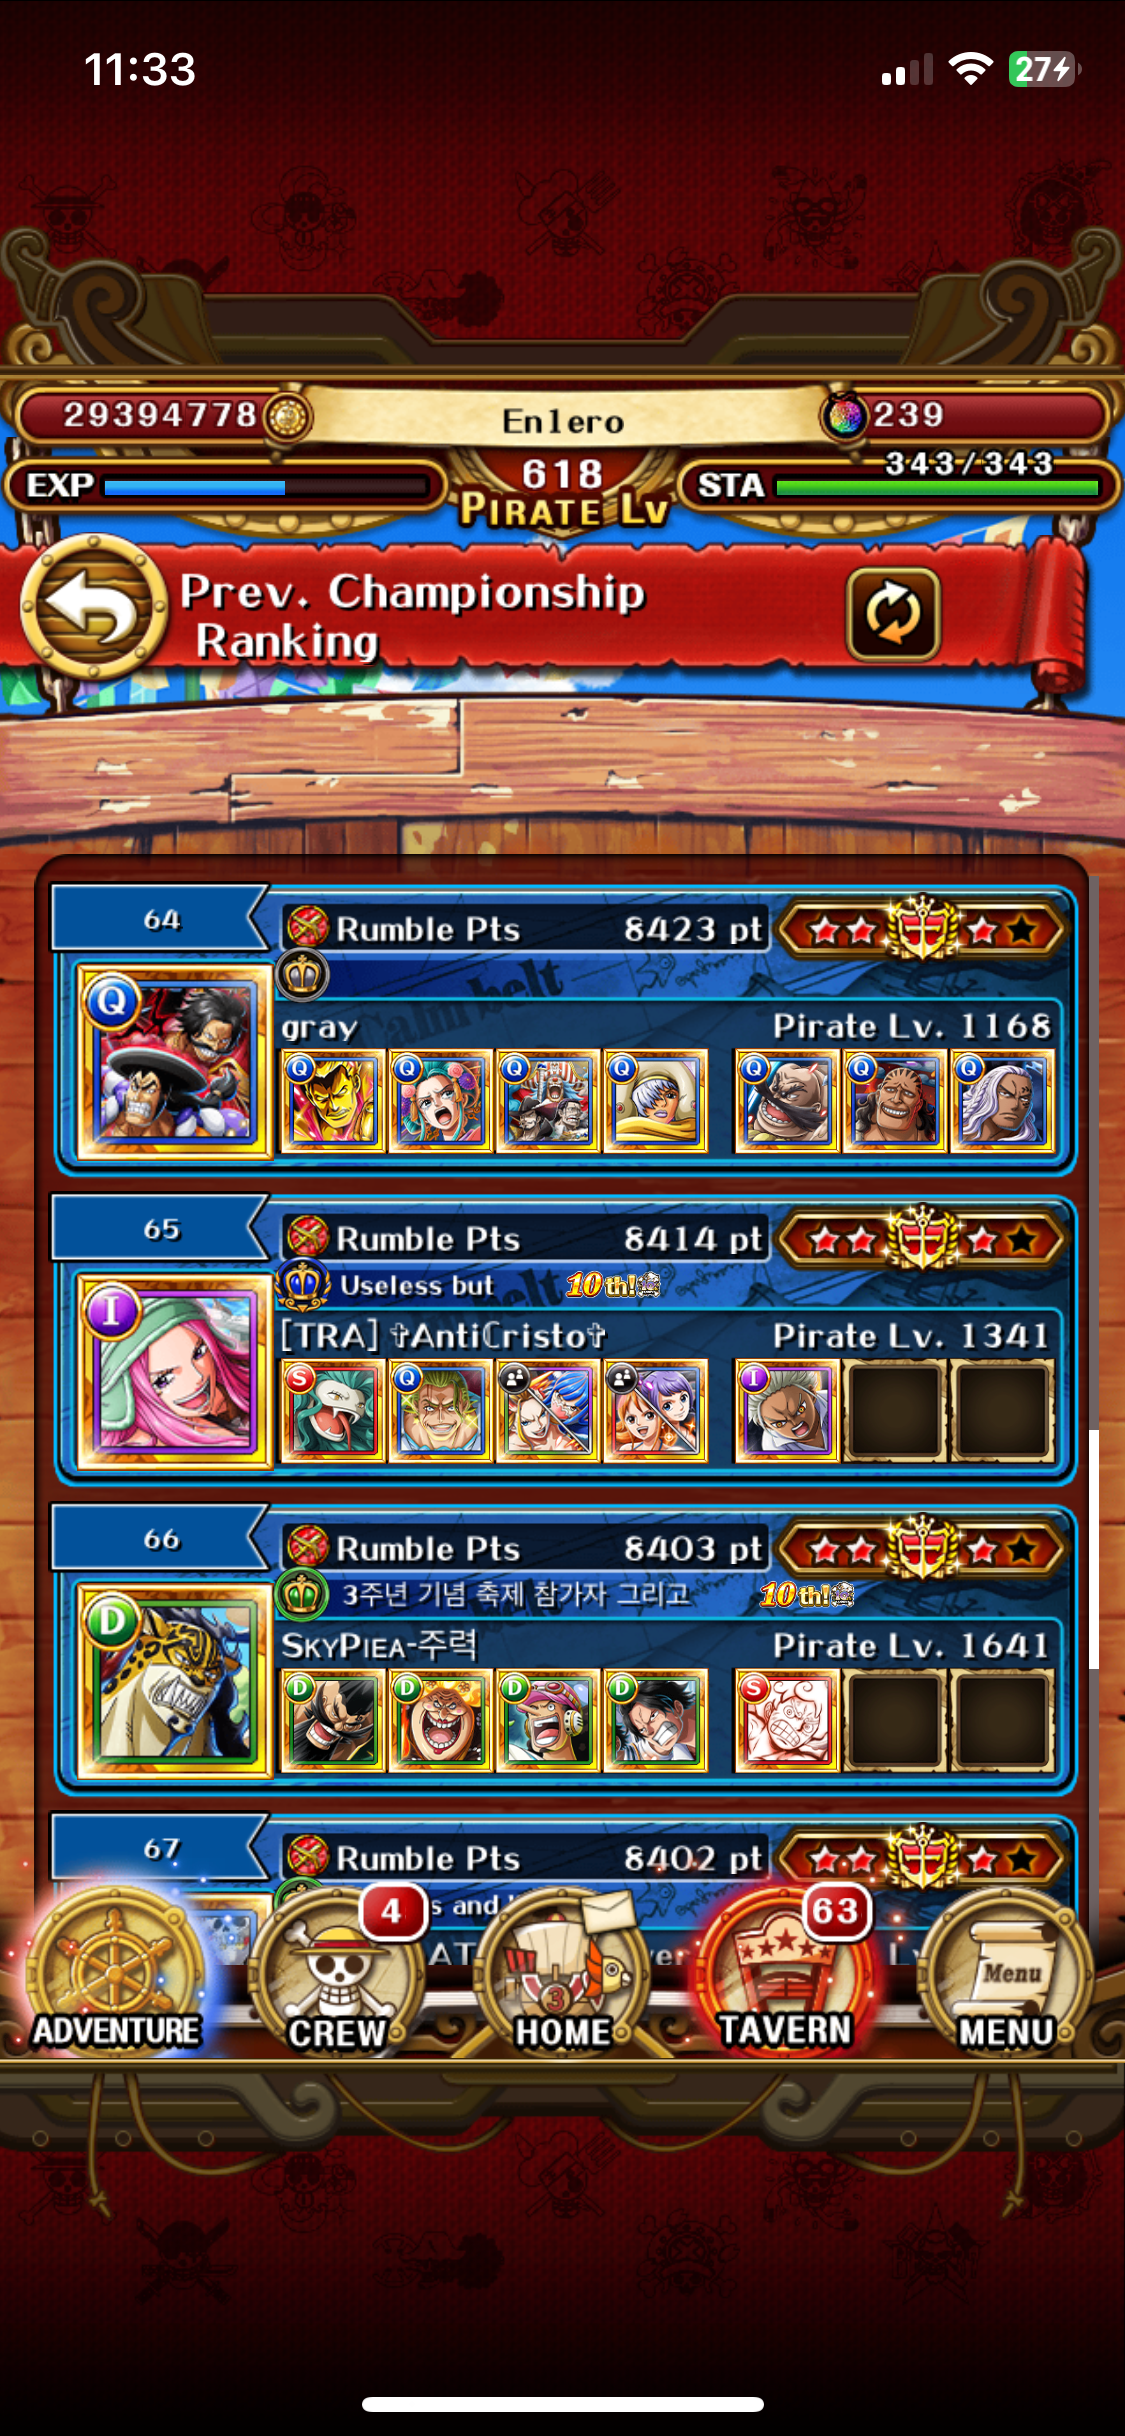 11:33
27
29394778
En1ero
239
EXP
618
PIRATE Lv
STA
343/343
Prev. Championship
Ranking
64
Rumble Pts 8423 pt
Q
gray
Pirate Lv. 1168
Q Q Q Q Q Q Q
65
Rumble Pts 8414 pt
Useless but 10th!
I
[TRA] ✞AntiCristo✞
Pirate Lv. 1341
S Q I
66
Rumble Pts 8403 pt
3주년 기념 축제 참가자 그리고 10th!
D
SKYPIEA-주력
Pirate Lv. 1641
D D D D S
67
Rumble Pts 8402 pt
s and
4
63
3
Menu
ADVENTURE
CREW
HOME
TAVERN
MENU